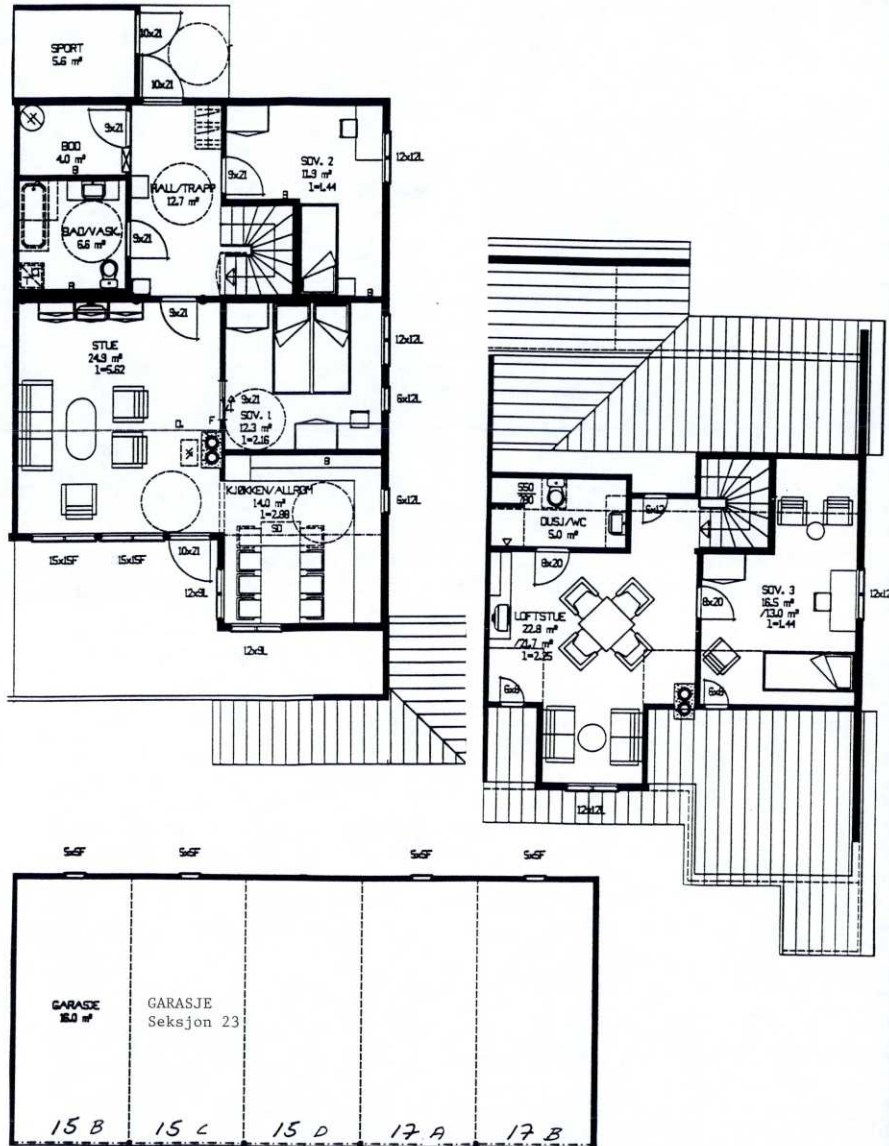 SPORT
5.6 m²
10x21
10x21
BOD
4.0 m²
B
9x21
HALL/TRAPP
12.7 m²
9x21
SOV. 2
11.9 m²
l=1.44
B
12x12L
BAD/VASK.
6.6 m²
B
9x21
B
9x21
STUE
24.9 m²
l=5.62
12x12L
9x21
F
SOV. 1
12.3 m²
l=2.16
6x12L
KJØKKEN/ALLROM
14.0 m²
l=2.88
B
SD
6x12L
15x15F
15x15F
10x21
12x9L
12x9L
550
780
DUSJ/WC
5.0 m²
6x12
8x20
LOFTSTUE
22.8 m²
/21.7 m²
l=2.25
8x20
SOV. 3
16.5 m²
/13.0 m²
l=1.44
12x12
6x8
6x8
12x12L
5x5F
5x5F
5x5F
5x5F
GARASJE
16.0 m²
GARASJE
Seksjon 23
15 B
15 C
15 D
17 A
17 B